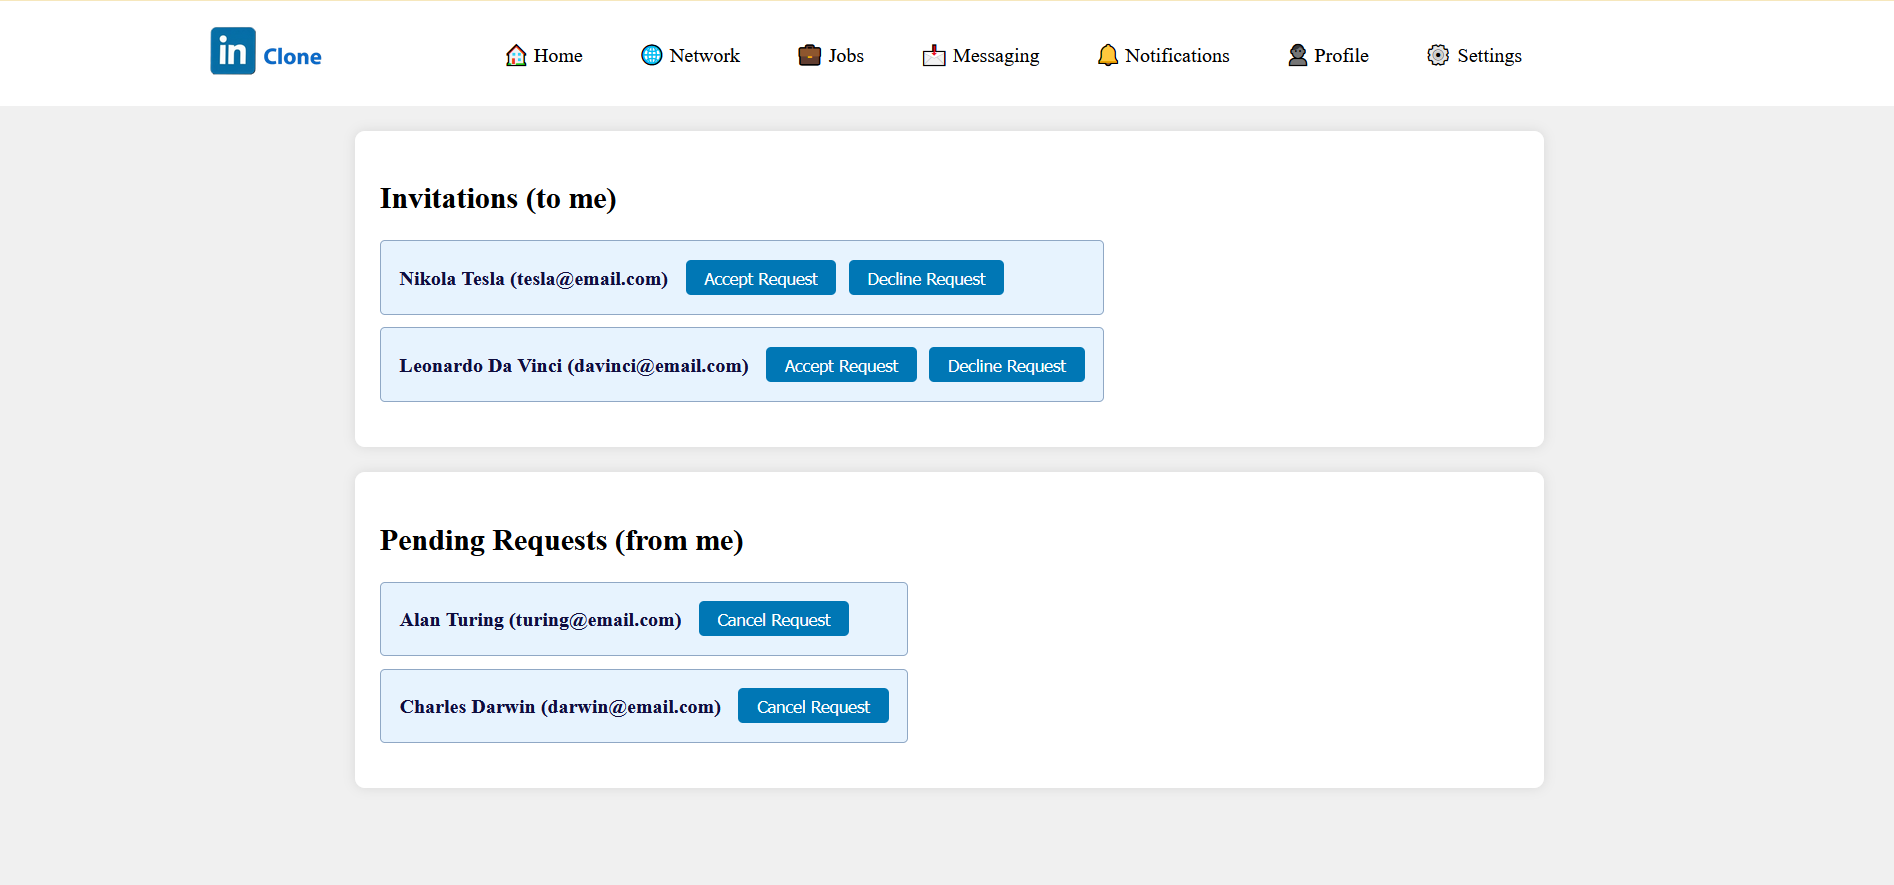 in Clone
Home Network Jobs Messaging Notifications Profile Settings
Invitations (to me)
Nikola Tesla (tesla@email.com) Accept Request Decline Request
Leonardo Da Vinci (davinci@email.com) Accept Request Decline Request
Pending Requests (from me)
Alan Turing (turing@email.com) Cancel Request
Charles Darwin (darwin@email.com) Cancel Request